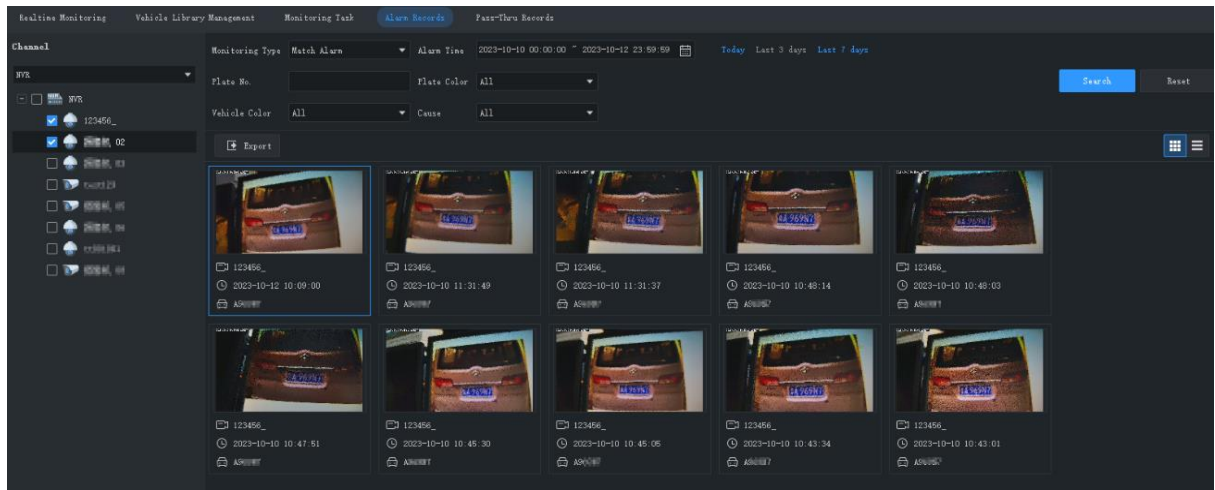 Realtime Monitoring Vehicle Library Management Monitoring Task Alarm Records Pass-Thru Records
Channel
NVR
NVR
123456_
02
03
Monitoring Type Match Alarm Alarm Time 2023-10-10 00:00:00 ~ 2023-10-12 23:59:59 Today Last 3 days Last 7 days
Plate No. Plate Color All Search Reset
Vehicle Color All Cause All
Export
123456_ 123456_ 123456_ 123456_ 123456_
2023-10-12 10:09:00 2023-10-10 11:31:49 2023-10-10 11:31:37 2023-10-10 10:48:14 2023-10-10 10:48:03
123456_ 123456_ 123456_ 123456_ 123456_
2023-10-10 10:47:51 2023-10-10 10:45:30 2023-10-10 10:45:05 2023-10-10 10:43:34 2023-10-10 10:43:01